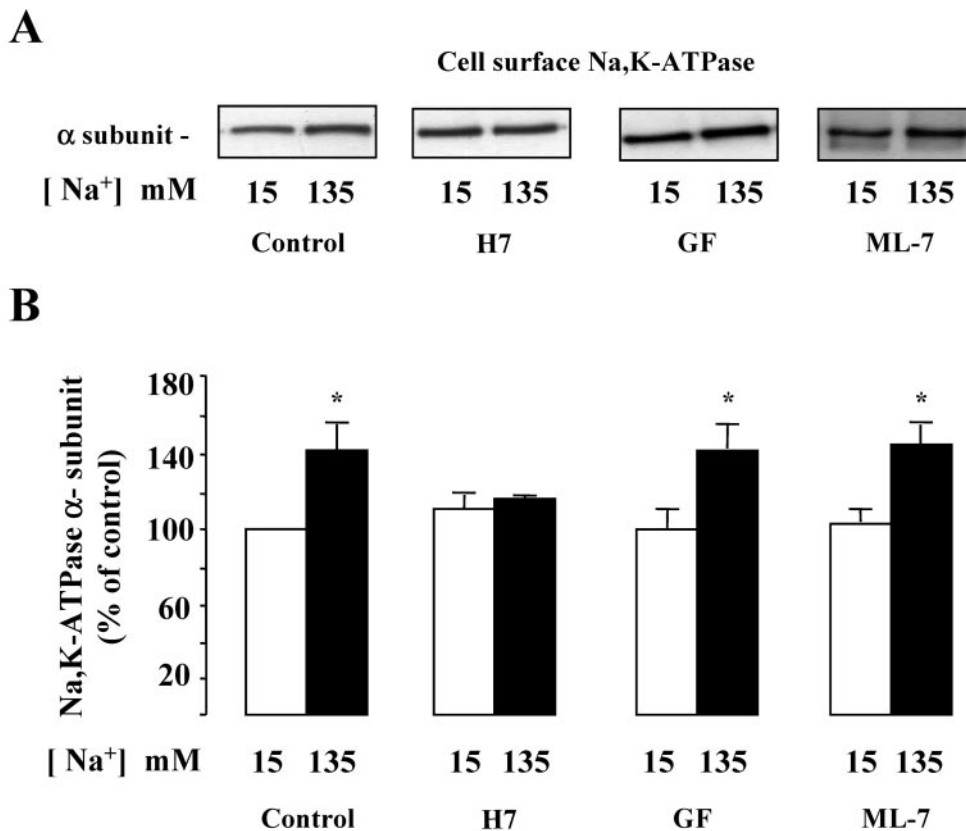 A
Cell surface Na,K-ATPase
α subunit -
[ Na⁺] mM 15 135 15 135 15 135 15 135
Control H7 GF ML-7
B
Na,K-ATPase α- subunit
(% of control)
180
140
100
60
20
* * *
[ Na⁺] mM 15 135 15 135 15 135 15 135
Control H7 GF ML-7